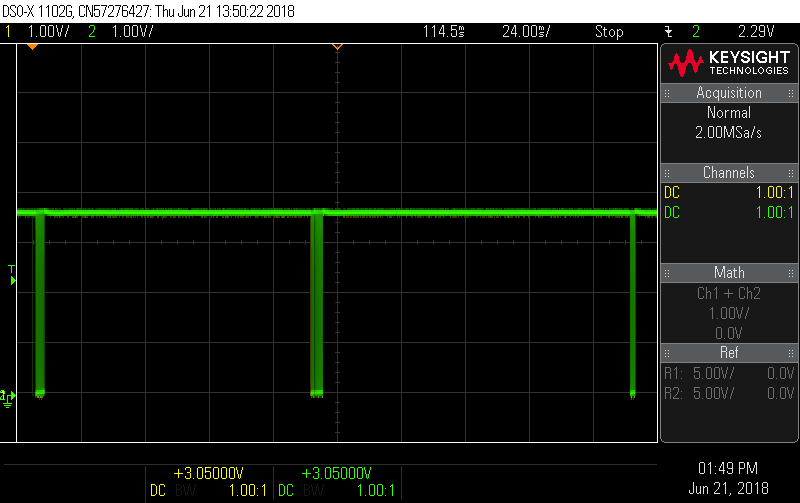 DSO-X 1102G, CN57276427: Thu Jun 21 13:50:22 2018
1 1.00V/ 2 1.00V/ 114.5ms 24.00ms/ Stop 2 2.29V
KEYSIGHT
TECHNOLOGIES
Acquisition
Normal
2.00MSa/s
Channels
DC 1.00:1
DC 1.00:1
T
Math
Ch1 + Ch2
1.00V/
0.0V
Ref
R1: 5.00V/ 0.0V
R2: 5.00V/ 0.0V
+3.05000V +3.05000V
DC BW 1.00:1 DC BW 1.00:1
01:49 PM
Jun 21, 2018